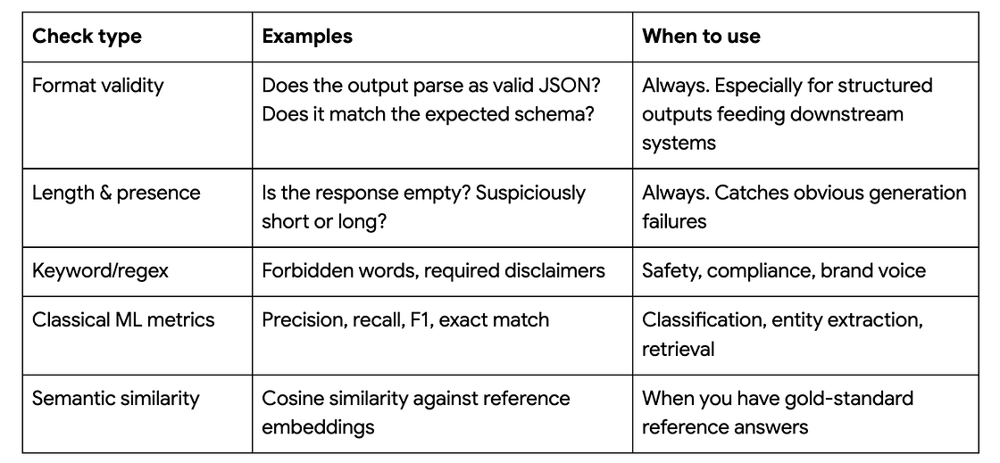 Check type
Examples
When to use
Format validity
Does the output parse as valid JSON?
Does it match the expected schema?
Always. Especially for structured
outputs feeding downstream
systems
Length & presence
Is the response empty? Suspiciously
short or long?
Always. Catches obvious generation
failures
Keyword/regex
Forbidden words, required disclaimers
Safety, compliance, brand voice
Classical ML metrics
Precision, recall, F1, exact match
Classification, entity extraction,
retrieval
Semantic similarity
Cosine similarity against reference
embeddings
When you have gold-standard
reference answers